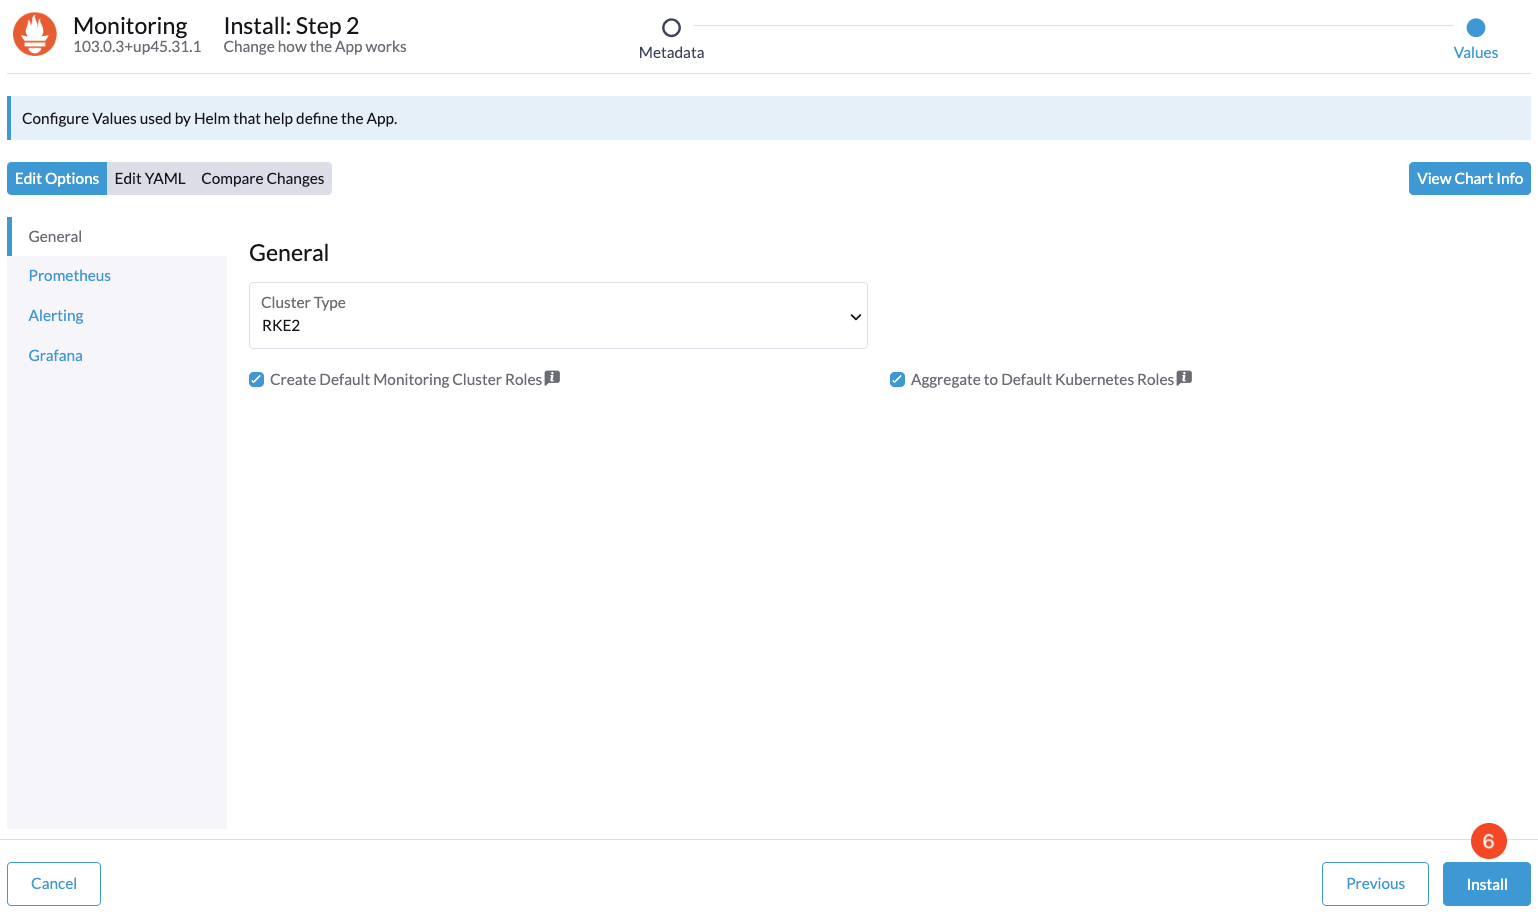 Monitoring
103.0.3+up45.31.1
Install: Step 2
Change how the App works
Metadata
Values
Configure Values used by Helm that help define the App.
Edit Options
Edit YAML
Compare Changes
View Chart Info
General
Prometheus
Alerting
Grafana
General
Cluster Type
RKE2
Create Default Monitoring Cluster Roles
Aggregate to Default Kubernetes Roles
6
Cancel
Previous
Install